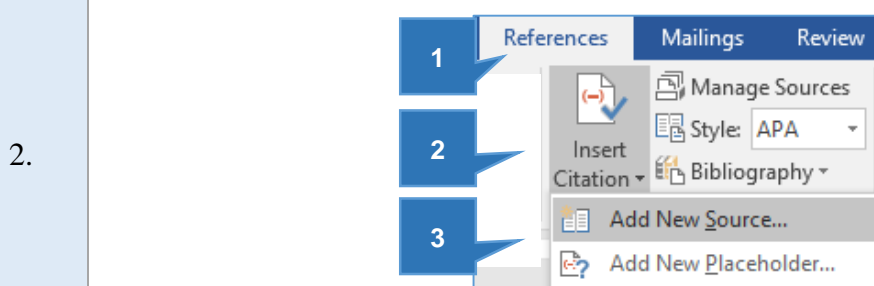 2.
1
References Mailings Review
Manage Sources
Style: APA
2
Insert
Citation
Bibliography
3
Add New Source...
Add New Placeholder...